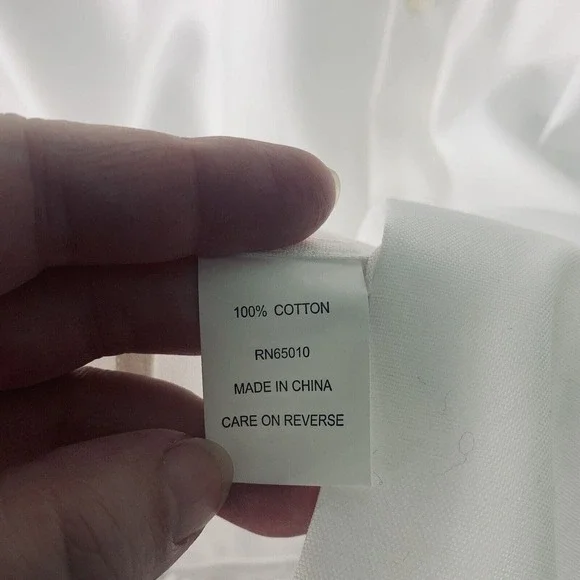 100% COTTON
RN65010
MADE IN CHINA
CARE ON REVERSE